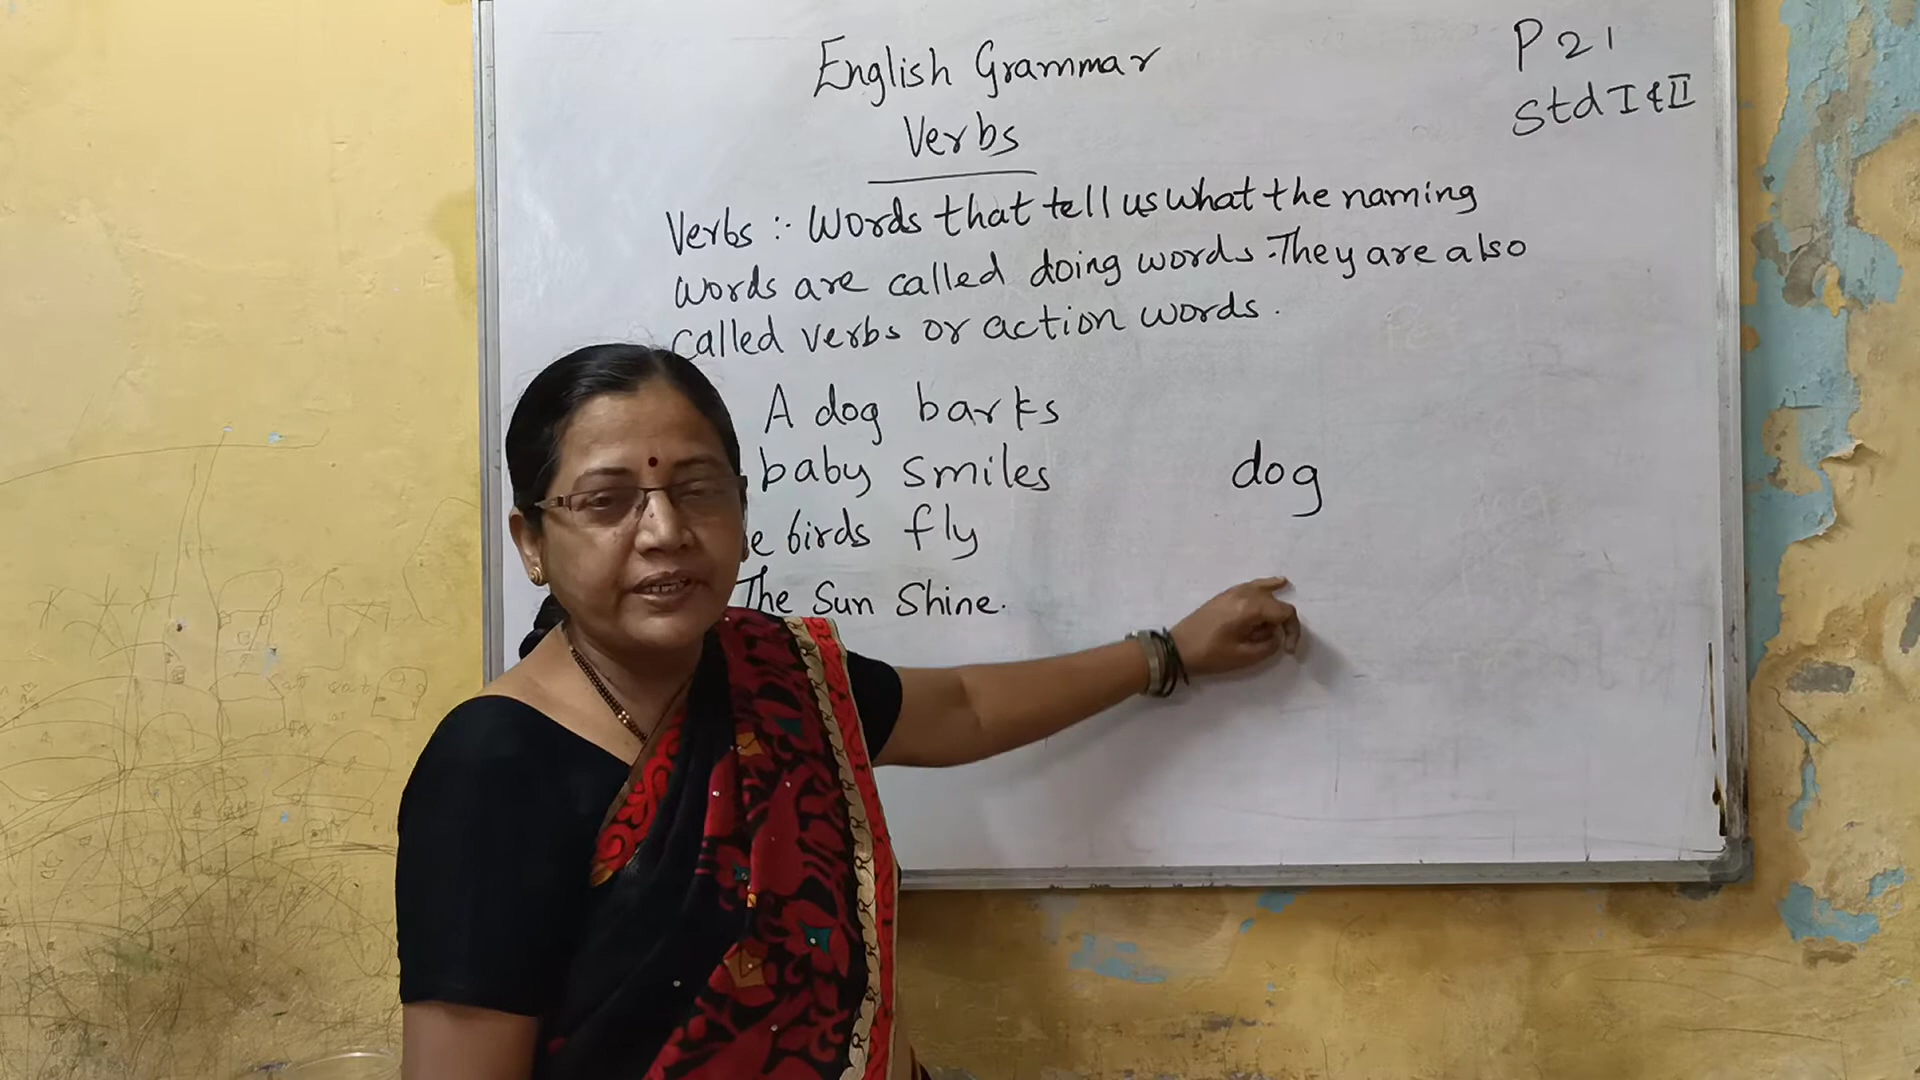 English Grammar
Verbs
P 21
Std I & II
Verbs :- Words that tell us what the naming
words are called doing words. They are also
called verbs or action words.
A dog barks
baby smiles
birds fly
The Sun Shine.
dog